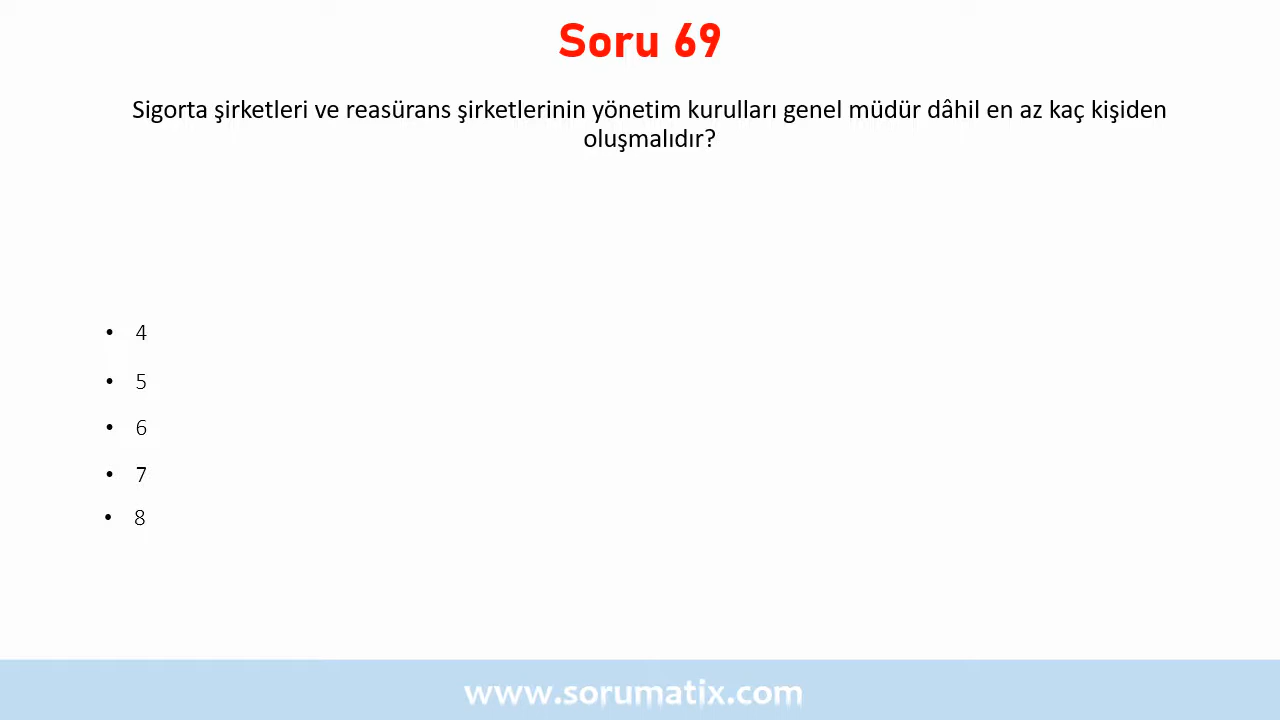 Soru 69
Sigorta şirketleri ve reasürans şirketlerinin yönetim kurulları genel müdür dâhil en az kaç kişiden
oluşmalıdır?
• 4
• 5
• 6
• 7
• 8
www.sorumatix.com